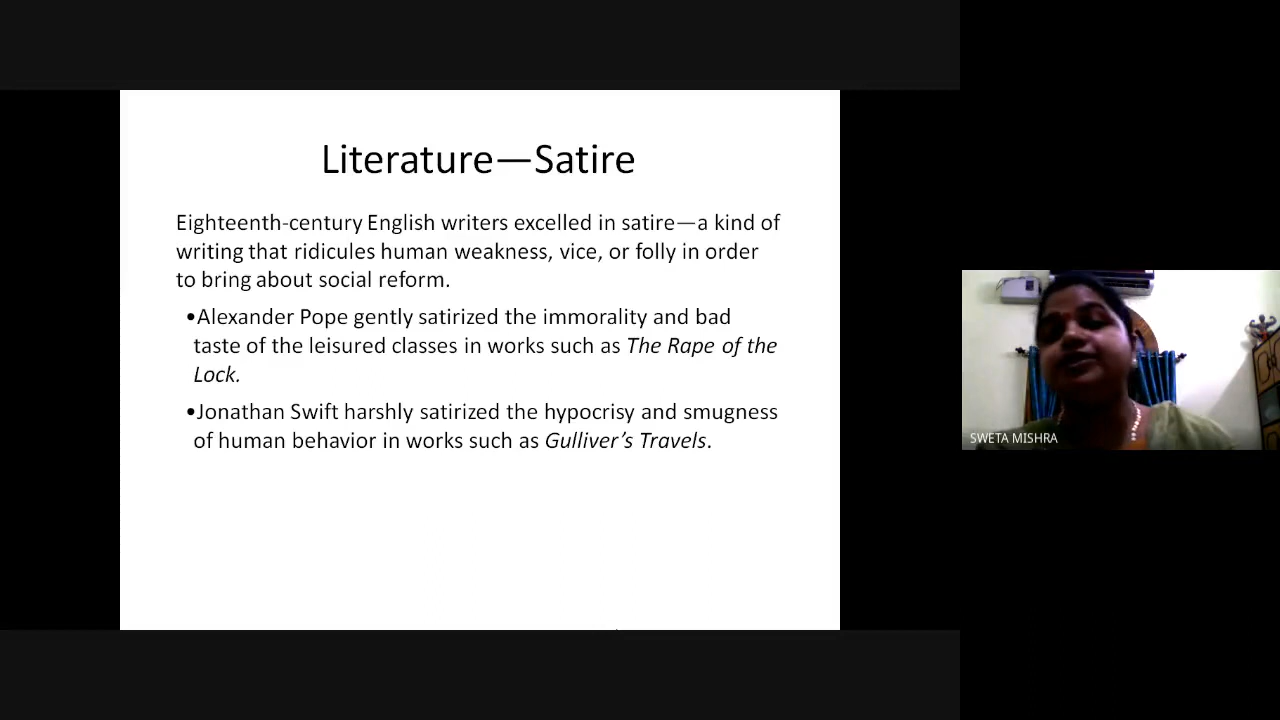 Literature—Satire
Eighteenth-century English writers excelled in satire—a kind of
writing that ridicules human weakness, vice, or folly in order
to bring about social reform.
•Alexander Pope gently satirized the immorality and bad
taste of the leisured classes in works such as The Rape of the
Lock.
•Jonathan Swift harshly satirized the hypocrisy and smugness
of human behavior in works such as Gulliver’s Travels.
SWETA MISHRA